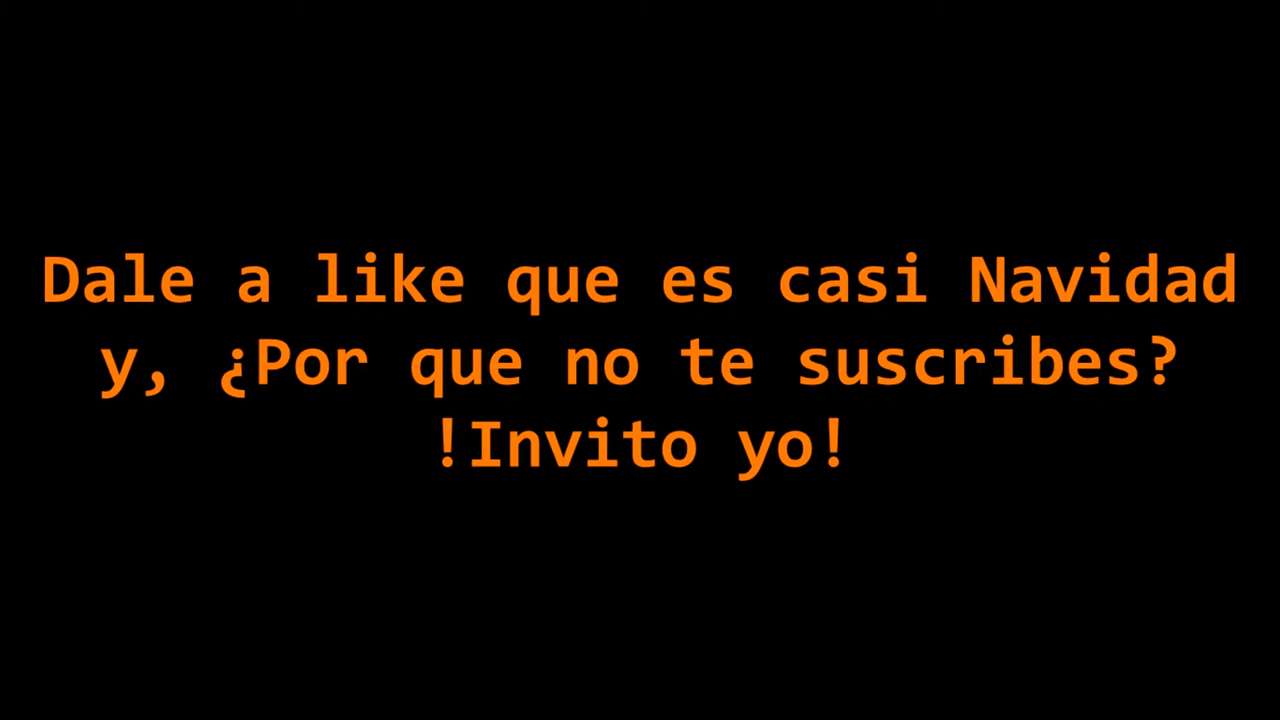 Dale a like que es casi Navidad
y, ¿Por que no te suscribes?
!Invito yo!